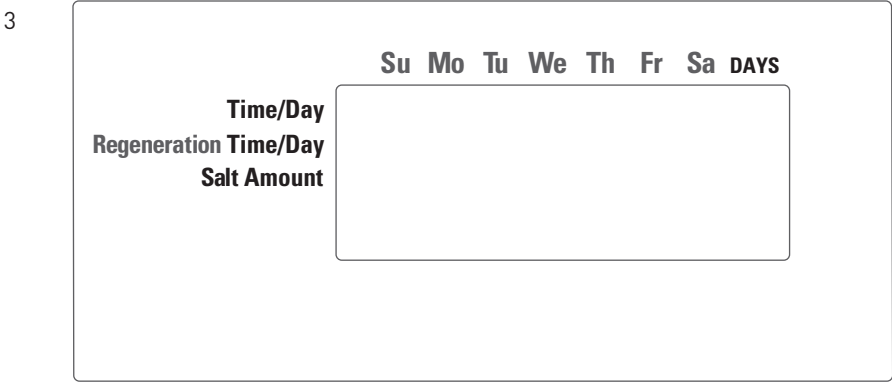 3
Su Mo Tu We Th Fr Sa DAYS
Time/Day
Regeneration Time/Day
Salt Amount